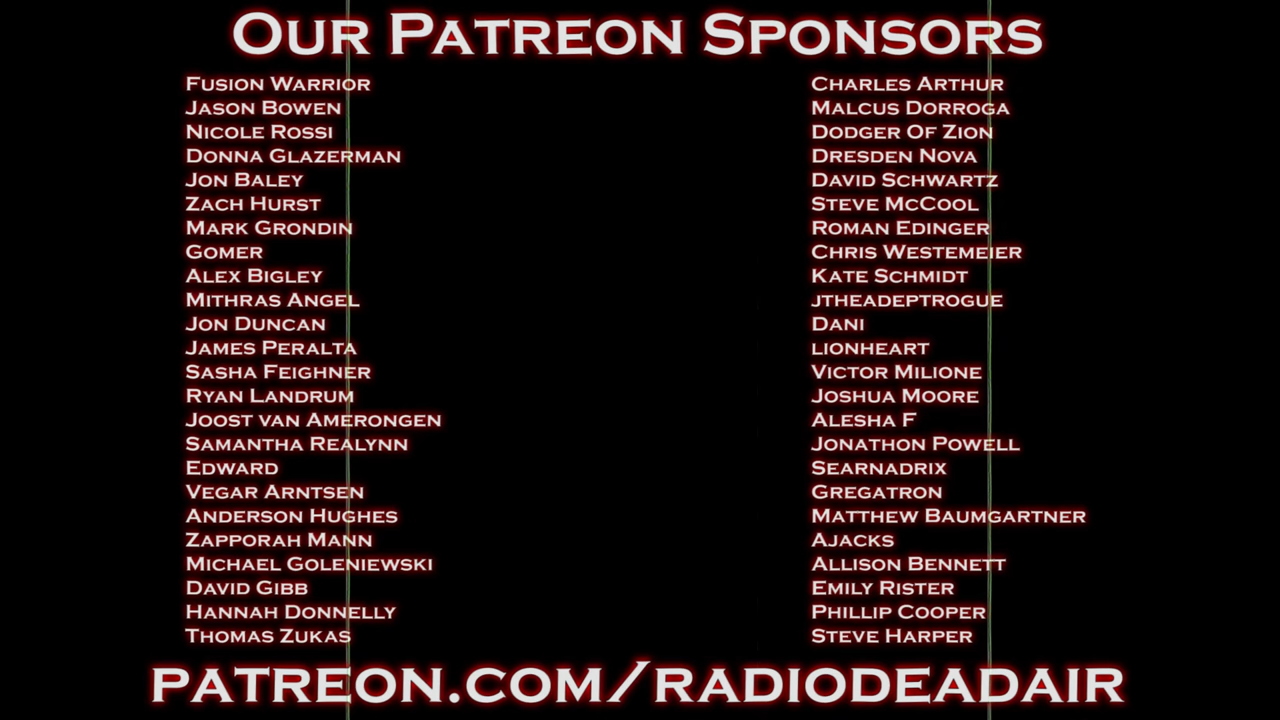 Our Patreon Sponsors
Fusion Warrior
Jason Bowen
Nicole Rossi
Donna Glazerman
Jon Baley
Zach Hurst
Mark Grondin
Gomer
Alex Bigley
Mithras Angel
Jon Duncan
James Peralta
Sasha Feighner
Ryan Landrum
Joost van Amerongen
Samantha Realynn
Edward
Vegar Arntsen
Anderson Hughes
Zapporah Mann
Michael Goleniewski
David Gibb
Hannah Donnelly
Thomas Zukas
Charles Arthur
Malcus Dorroga
Dodger Of Zion
Dresden Nova
David Schwartz
Steve McCool
Roman Edinger
Chris Westemeier
Kate Schmidt
jtheadeptrogue
Dani
lionheart
Victor Milione
Joshua Moore
Alesha F
Jonathon Powell
Searnadrix
Gregatron
Matthew Baumgartner
Ajacks
Allison Bennett
Emily Rister
Phillip Cooper
Steve Harper
patreon.com/radiodeadair